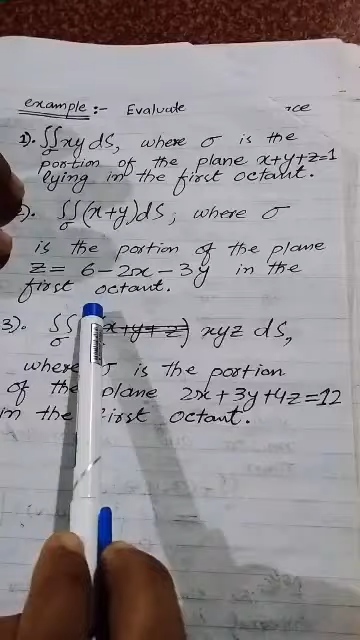 example:- Evaluate
1). ∬σ xy dS, where σ is the
portion of the plane x+y+z=1
lying in the first octant.
∬σ (x+y)dS, where σ
is the portion of the plane
z = 6-2x-3y in the
first octant.
3). ∬σ xyz dS,
where σ is the portion
of the plane 2x+3y+4z=12
in the first octant.